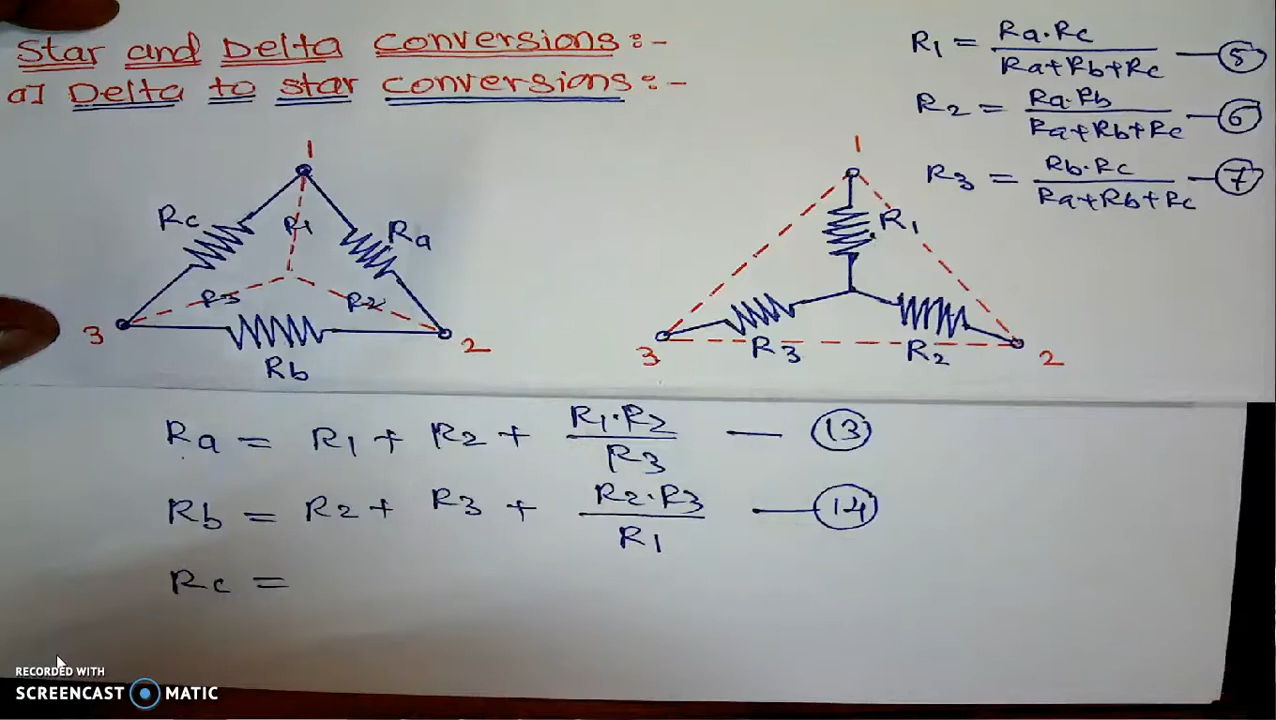 Star and Delta Conversions:-
a] Delta to star conversions:-
R1 = Ra.Rc / Ra+Rb+Rc — 5
R2 = Ra.Rb / Ra+Rb+Rc — 6
R3 = Rb.Rc / Ra+Rb+Rc — 7
1
Rc
R1
Ra
R3
R2
3
Rb
2
1
R1
3
R3
R2
2
Ra = R1 + R2 + R1.R2 / R3 — 13
Rb = R2 + R3 + R2.R3 / R1 — 14
Rc =
RECORDED WITH
SCREENCAST MATIC